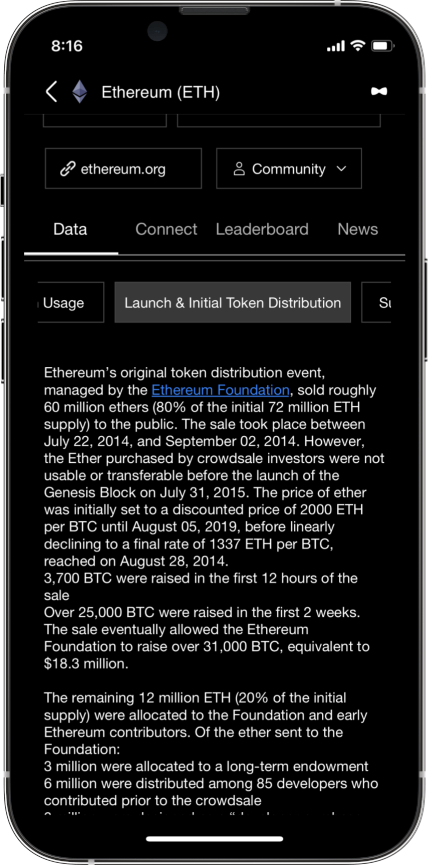 8:16
Ethereum (ETH)
ethereum.org
Community
Data Connect Leaderboard News
Usage Launch & Initial Token Distribution
Ethereum's original token distribution event,
managed by the Ethereum Foundation, sold roughly
60 million ethers (80% of the initial 72 million ETH
supply) to the public. The sale took place between
July 22, 2014, and September 02, 2014. However,
the Ether purchased by crowdsale investors were not
usable or transferable before the launch of the
Genesis Block on July 31, 2015. The price of ether
was initially set to a discounted price of 2000 ETH
per BTC until August 05, 2019, before linearly
declining to a final rate of 1337 ETH per BTC,
reached on August 28, 2014.
3,700 BTC were raised in the first 12 hours of the
sale
Over 25,000 BTC were raised in the first 2 weeks.
The sale eventually allowed the Ethereum
Foundation to raise over 31,000 BTC, equivalent to
$18.3 million.
The remaining 12 million ETH (20% of the initial
supply) were allocated to the Foundation and early
Ethereum contributors. Of the ether sent to the
Foundation:
3 million were allocated to a long-term endowment
6 million were distributed among 85 developers who
contributed prior to the crowdsale